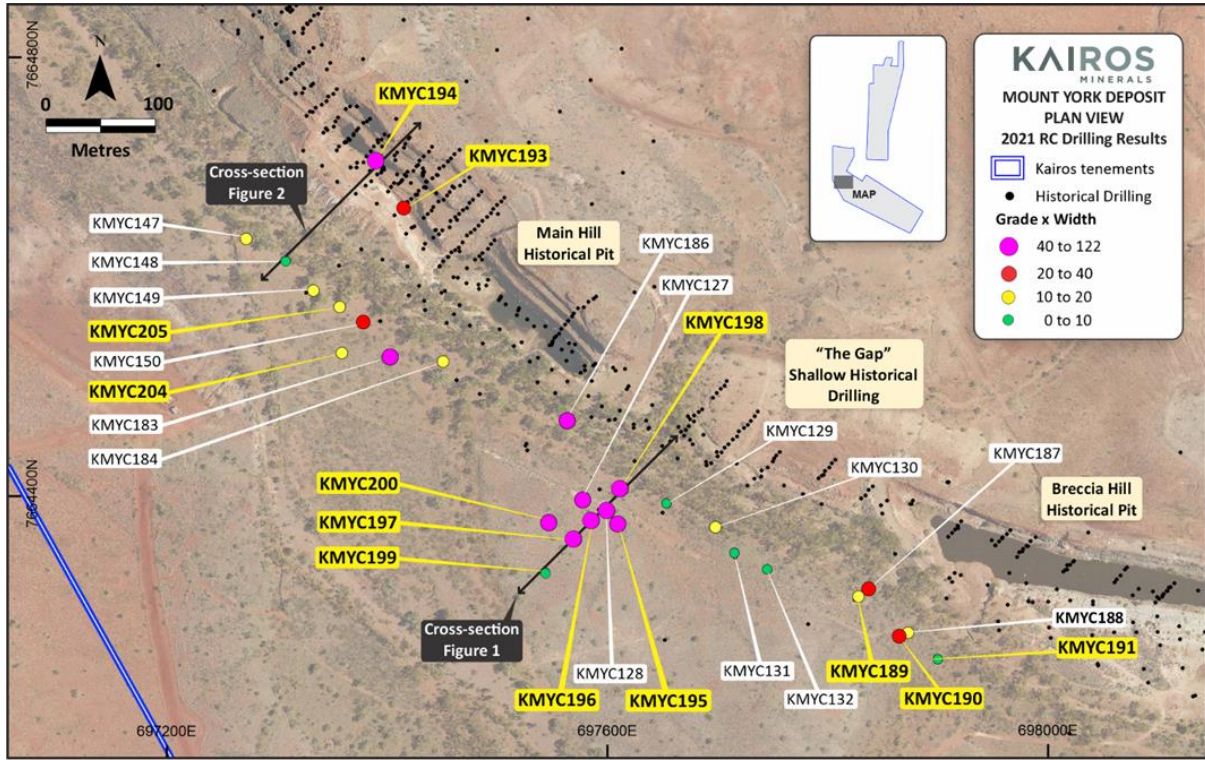 7664800N
N
0 100
Metres
KMYC194
KMYC193
Cross-section
Figure 2
KMYC147
KMYC148
KMYC149
KMYC205
KMYC150
KMYC204
KMYC183
KMYC184
Main Hill
Historical Pit
KMYC186
KMYC127
KMYC198
"The Gap"
Shallow Historical
Drilling
KMYC129
KMYC130
KMYC187
Breccia Hill
Historical Pit
7664400N
KMYC200
KMYC197
KMYC199
Cross-section
Figure 1
KMYC196
KMYC128
KMYC195
KMYC131
KMYC132
KMYC189
KMYC190
KMYC188
KMYC191
697200E
697600E
698000E
MAP
KAIROS
MINERALS
MOUNT YORK DEPOSIT
PLAN VIEW
2021 RC Drilling Results
Kairos tenements
Historical Drilling
Grade x Width
40 to 122
20 to 40
10 to 20
0 to 10